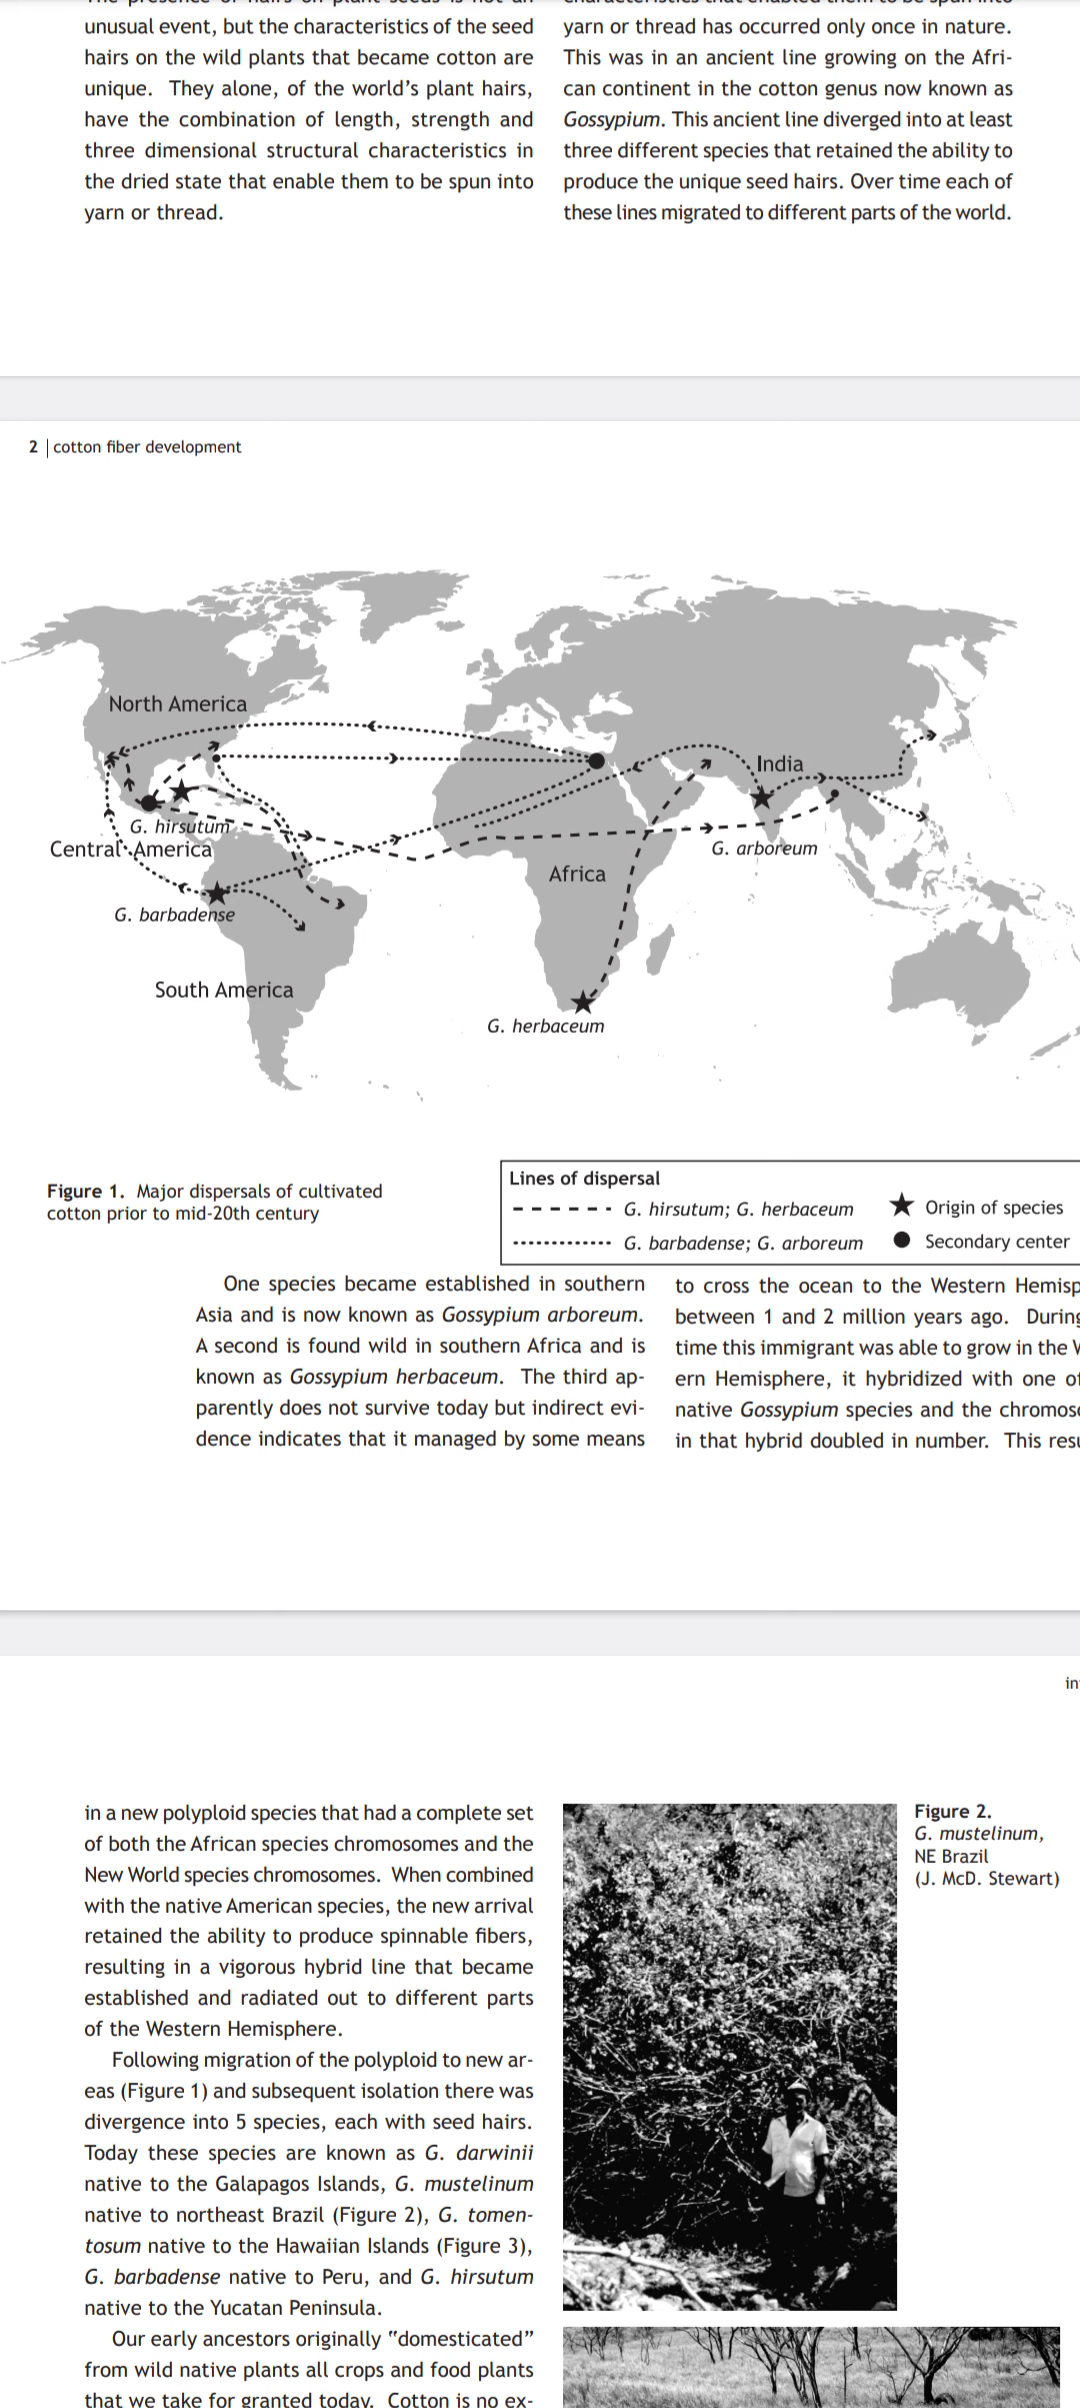 unusual event, but the characteristics of the seed
hairs on the wild plants that became cotton are
unique. They alone, of the world's plant hairs,
have the combination of length, strength and
three dimensional structural characteristics in
the dried state that enable them to be spun into
yarn or thread.
yarn or thread has occurred only once in nature.
This was in an ancient line growing on the Afri-
can continent in the cotton genus now known as
Gossypium. This ancient line diverged into at least
three different species that retained the ability to
produce the unique seed hairs. Over time each of
these lines migrated to different parts of the world.
2 | cotton fiber development
North America
India
G. hirsutum
Central America
G. arboreum
Africa
G. barbadense
South America
G. herbaceum
Figure 1. Major dispersals of cultivated
cotton prior to mid-20th century
Lines of dispersal
G. hirsutum; G. herbaceum
Origin of species
G. barbadense; G. arboreum
Secondary center
One species became established in southern
Asia and is now known as Gossypium arboreum.
A second is found wild in southern Africa and is
known as Gossypium herbaceum. The third ap-
parently does not survive today but indirect evi-
dence indicates that it managed by some means
to cross the ocean to the Western Hemisp
between 1 and 2 million years ago. During
time this immigrant was able to grow in the W
ern Hemisphere, it hybridized with one of
native Gossypium species and the chromoso
in that hybrid doubled in number. This resu
in
in a new polyploid species that had a complete set
of both the African species chromosomes and the
New World species chromosomes. When combined
with the native American species, the new arrival
retained the ability to produce spinnable fibers,
resulting in a vigorous hybrid line that became
established and radiated out to different parts
of the Western Hemisphere.
Following migration of the polyploid to new ar-
eas (Figure 1) and subsequent isolation there was
divergence into 5 species, each with seed hairs.
Today these species are known as G. darwinii
native to the Galapagos Islands, G. mustelinum
native to northeast Brazil (Figure 2), G. tomen-
tosum native to the Hawaiian Islands (Figure 3),
G. barbadense native to Peru, and G. hirsutum
native to the Yucatan Peninsula.
Our early ancestors originally "domesticated"
from wild native plants all crops and food plants
that we take for granted today. Cotton is no ex-
Figure 2.
G. mustelinum,
NE Brazil
(J. McD. Stewart)